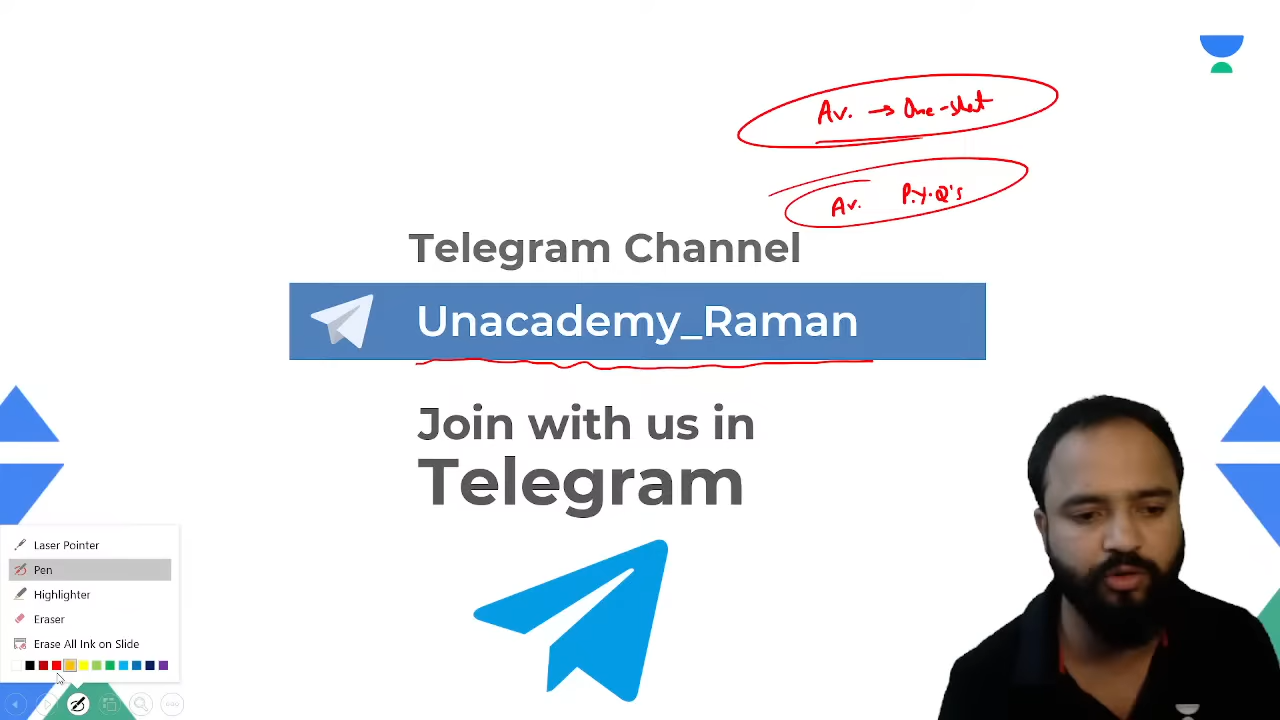 Av. → One-shot
Av. P.Y.Q's
Telegram Channel
Unacademy_Raman
Join with us in
Telegram
Laser Pointer
Pen
Highlighter
Eraser
Erase All Ink on Slide